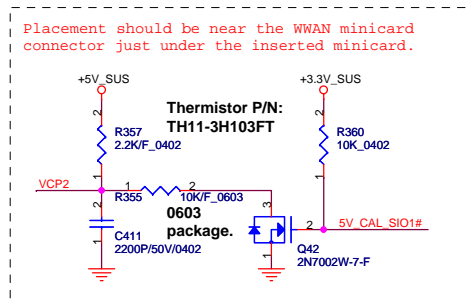 Placement should be near the WWAN minicard
connector just under the inserted minicard.
+5V_SUS
+3.3V_SUS
Thermistor P/N:
TH11-3H103FT
2
R357
2.2K/F_0402
1
2
R360
10K_0402
1
VCP2
1
2
R355
10K/F_0603
0603
package.
2
C411
2200P/50V/0402
1
3
2
1
5V_CAL_SIO1#
Q42
2N7002W-7-F